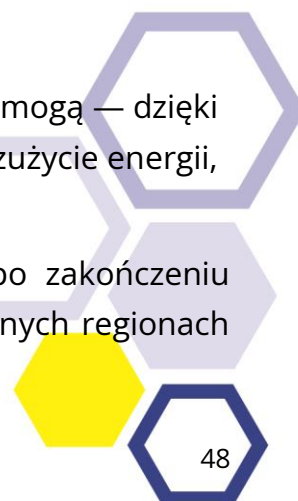 mogą — dzięki
zużycie energii,
po zakończeniu
nych regionach
48